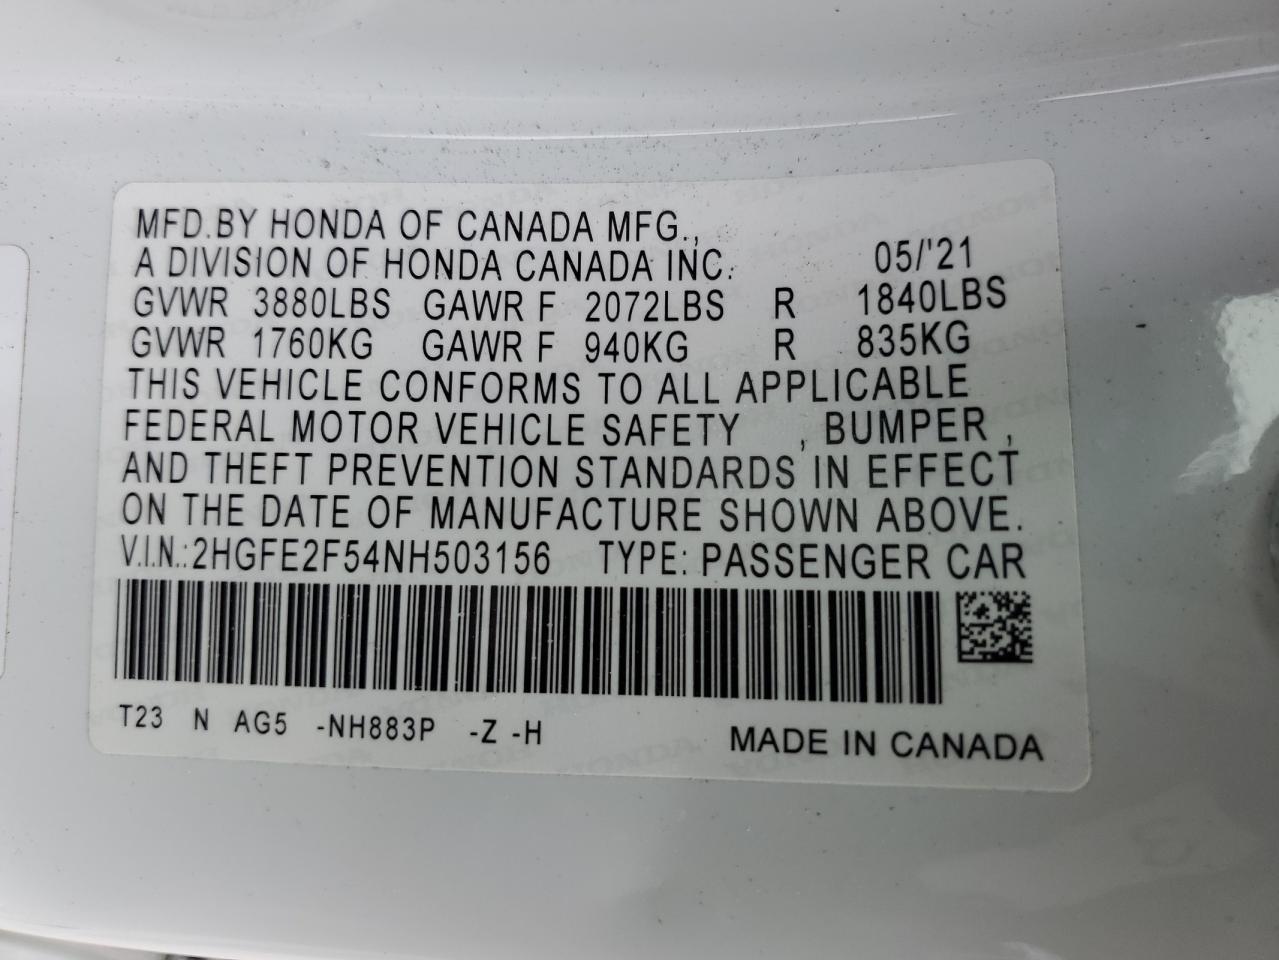 MFD.BY HONDA OF CANADA MFG.,
A DIVISION OF HONDA CANADA INC. 05/'21
GVWR 3880LBS GAWR F 2072LBS R 1840LBS
GVWR 1760KG GAWR F 940KG R 835KG
THIS VEHICLE CONFORMS TO ALL APPLICABLE
FEDERAL MOTOR VEHICLE SAFETY , BUMPER ,
AND THEFT PREVENTION STANDARDS IN EFFECT
ON THE DATE OF MANUFACTURE SHOWN ABOVE.
V.I.N.: 2HGFE2F54NH503156 TYPE: PASSENGER CAR
T23 N AG5 -NH883P -Z -H
MADE IN CANADA